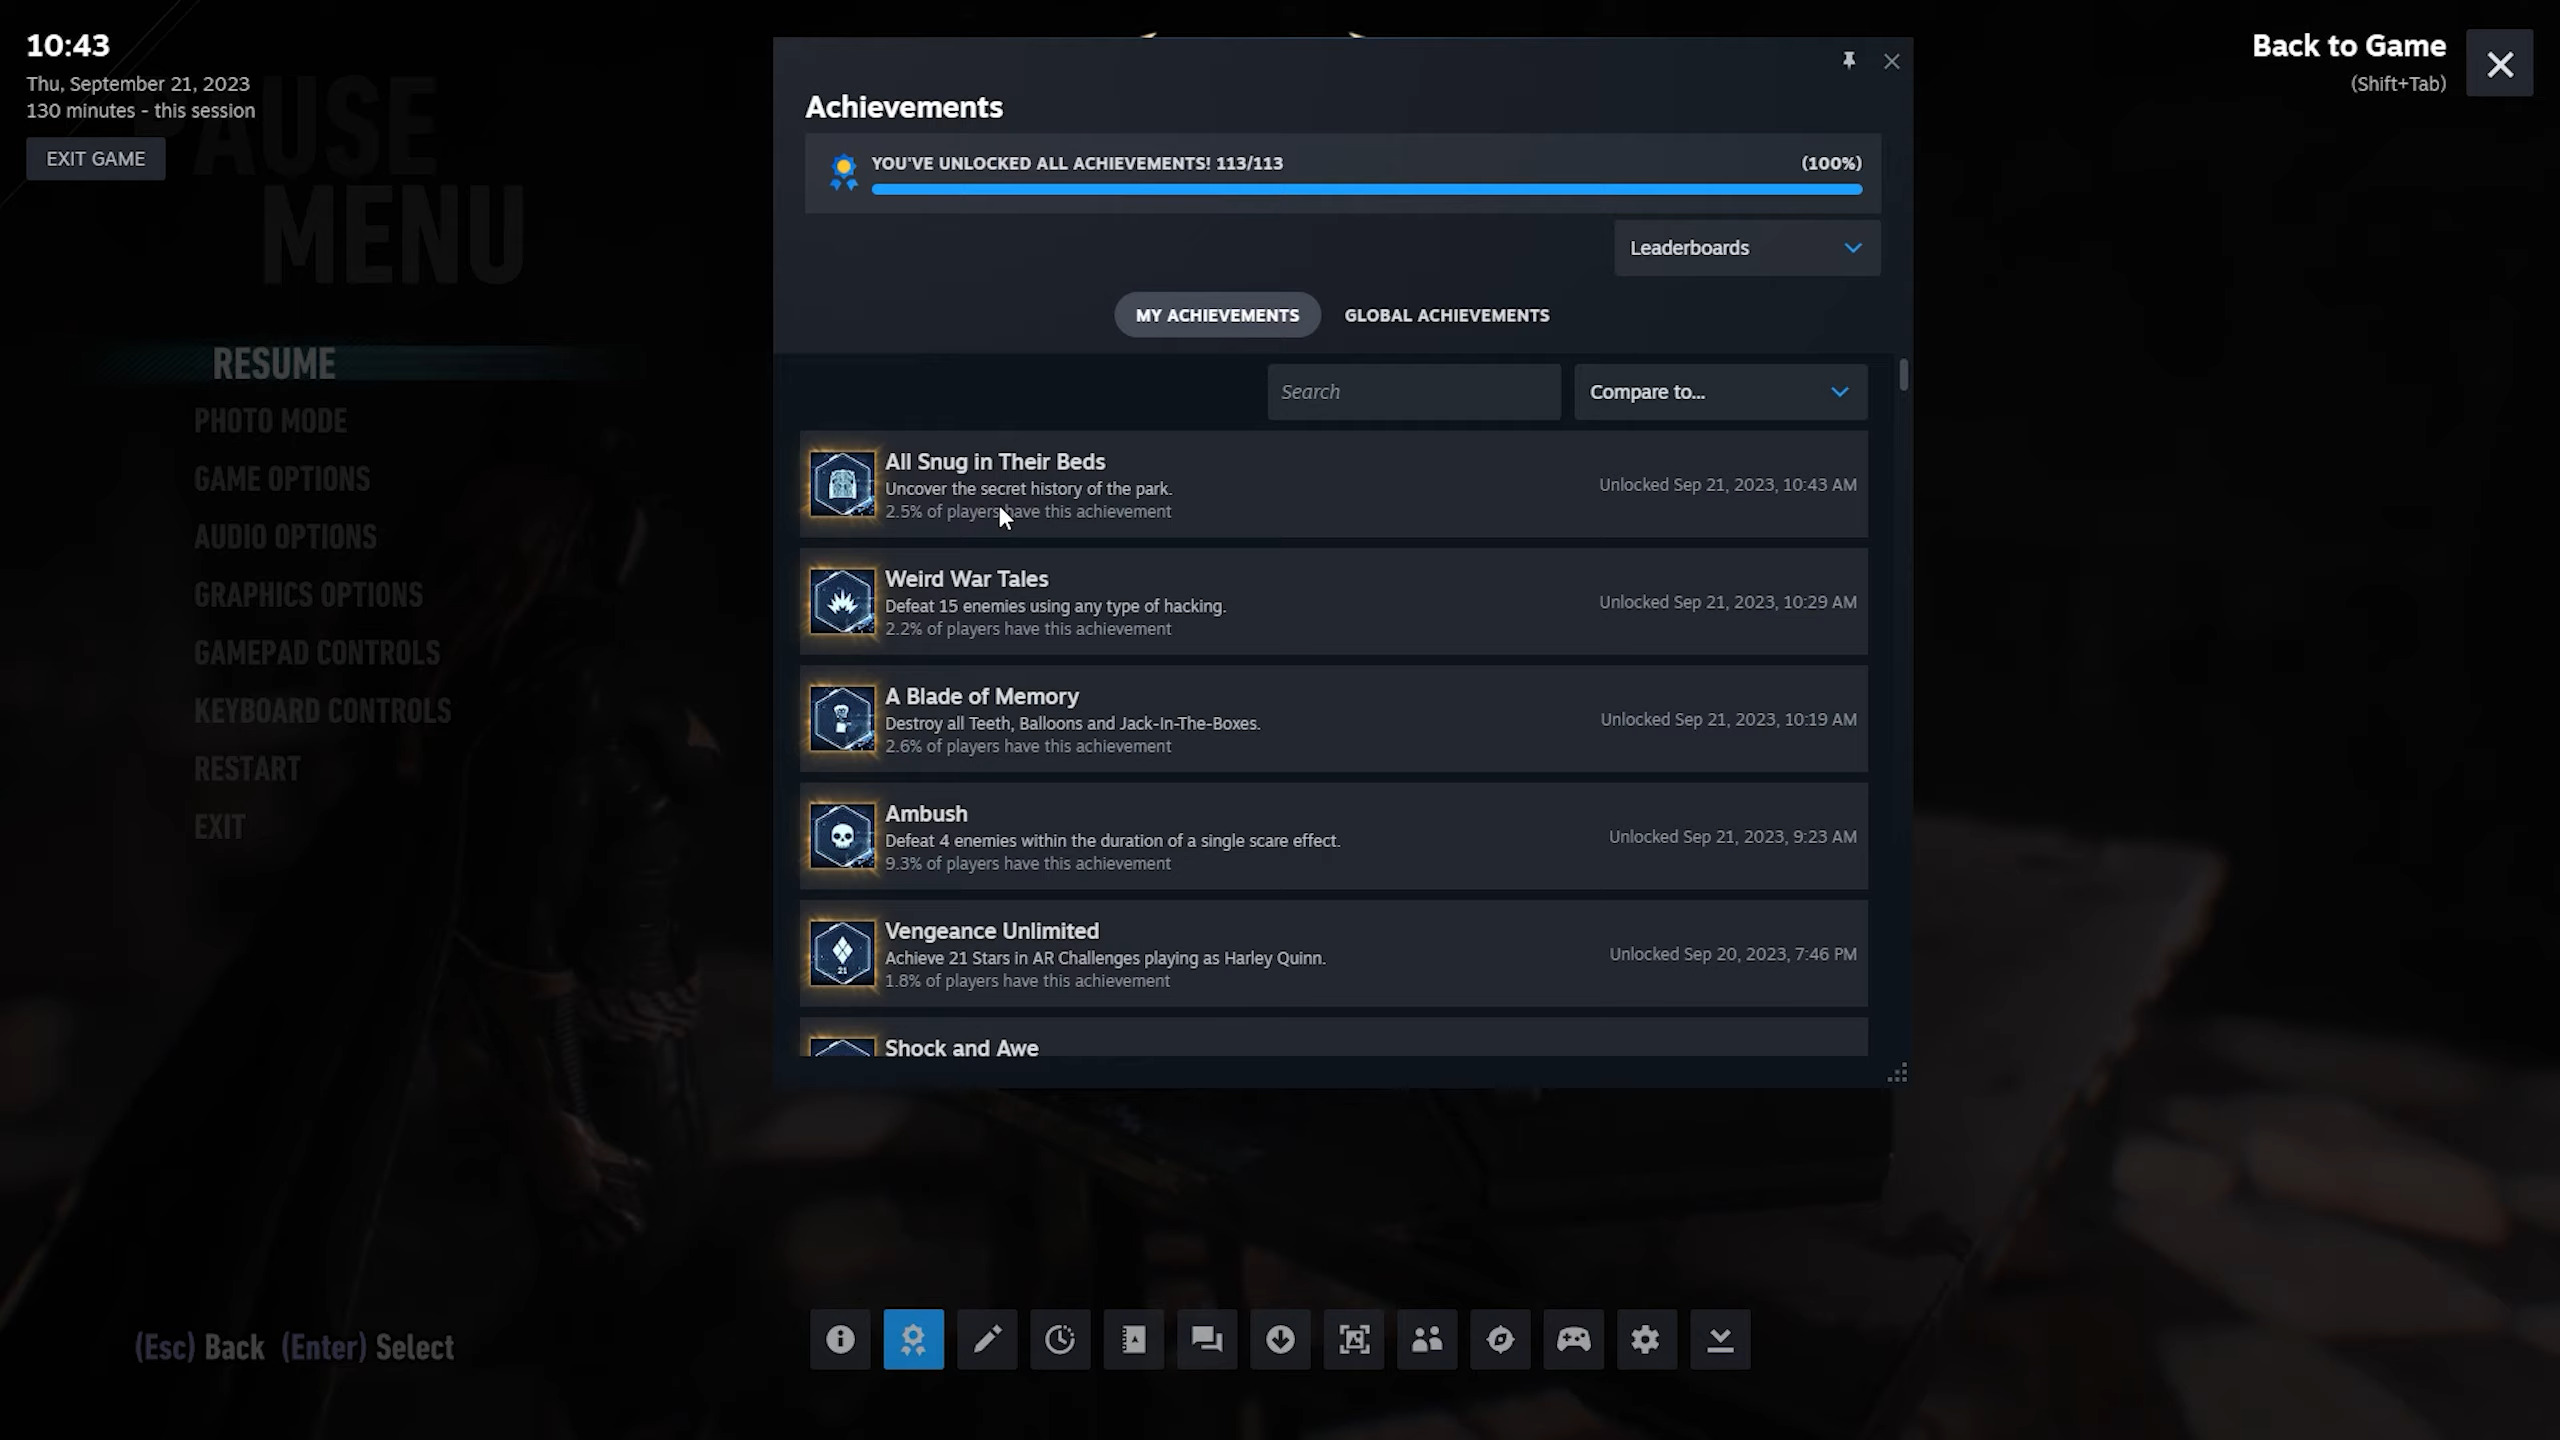 10:43
Thu, September 21, 2023
130 minutes - this session
EXIT GAME
PAUSE
MENU
RESUME
PHOTO MODE
GAME OPTIONS
AUDIO OPTIONS
GRAPHICS OPTIONS
GAMEPAD CONTROLS
KEYBOARD CONTROLS
RESTART
EXIT
(Esc) Back (Enter) Select
Back to Game
(Shift+Tab)
Achievements
YOU'VE UNLOCKED ALL ACHIEVEMENTS! 113/113 (100%)
Leaderboards
MY ACHIEVEMENTS GLOBAL ACHIEVEMENTS
Search Compare to...
All Snug in Their Beds
Uncover the secret history of the park.
2.5% of players have this achievement
Unlocked Sep 21, 2023, 10:43 AM
Weird War Tales
Defeat 15 enemies using any type of hacking.
2.2% of players have this achievement
Unlocked Sep 21, 2023, 10:29 AM
A Blade of Memory
Destroy all Teeth, Balloons and Jack-In-The-Boxes.
2.6% of players have this achievement
Unlocked Sep 21, 2023, 10:19 AM
Ambush
Defeat 4 enemies within the duration of a single scare effect.
9.3% of players have this achievement
Unlocked Sep 21, 2023, 9:23 AM
21
Vengeance Unlimited
Achieve 21 Stars in AR Challenges playing as Harley Quinn.
1.8% of players have this achievement
Unlocked Sep 20, 2023, 7:46 PM
Shock and Awe